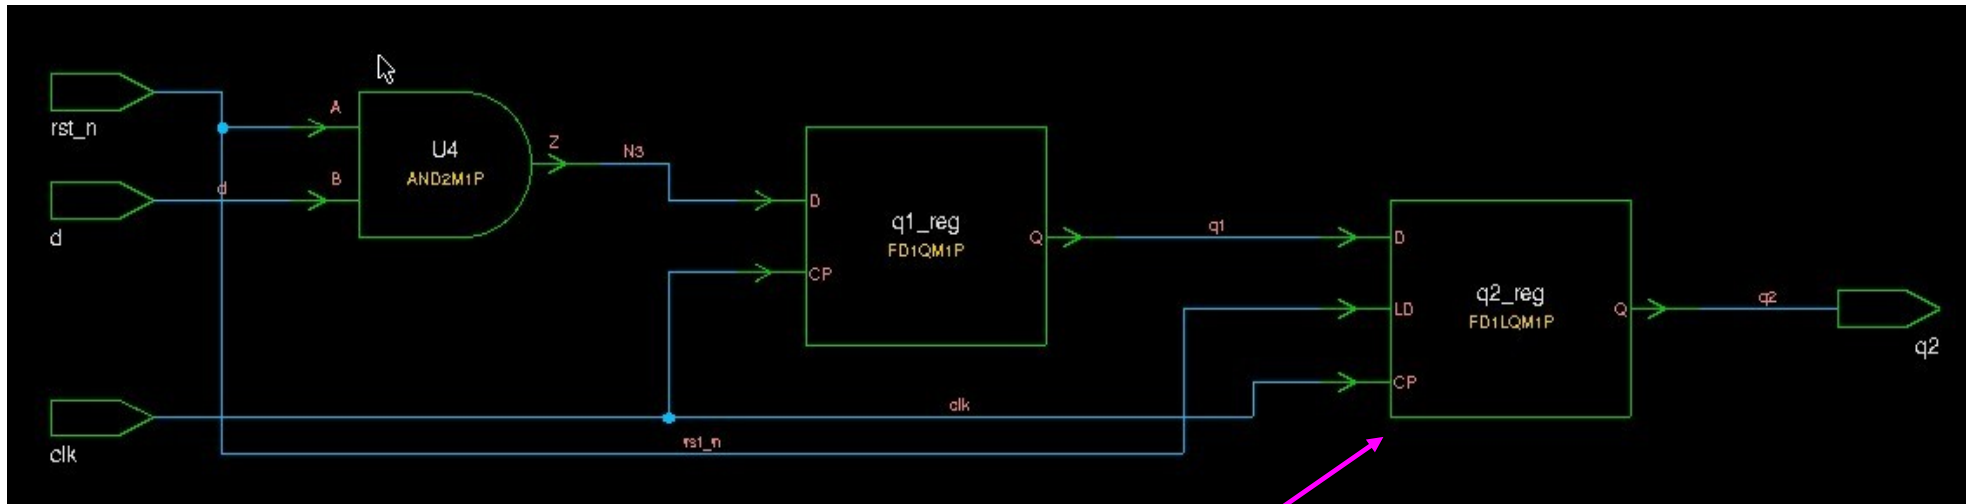 rst_n
d
clk
A
B
d
U4
AND2M1P
Z
N3
D
CP
q1_reg
FD1QM1P
Q
q1
clk
rst_n
D
LD
CP
q2_reg
FD1LQM1P
Q
q2
q2